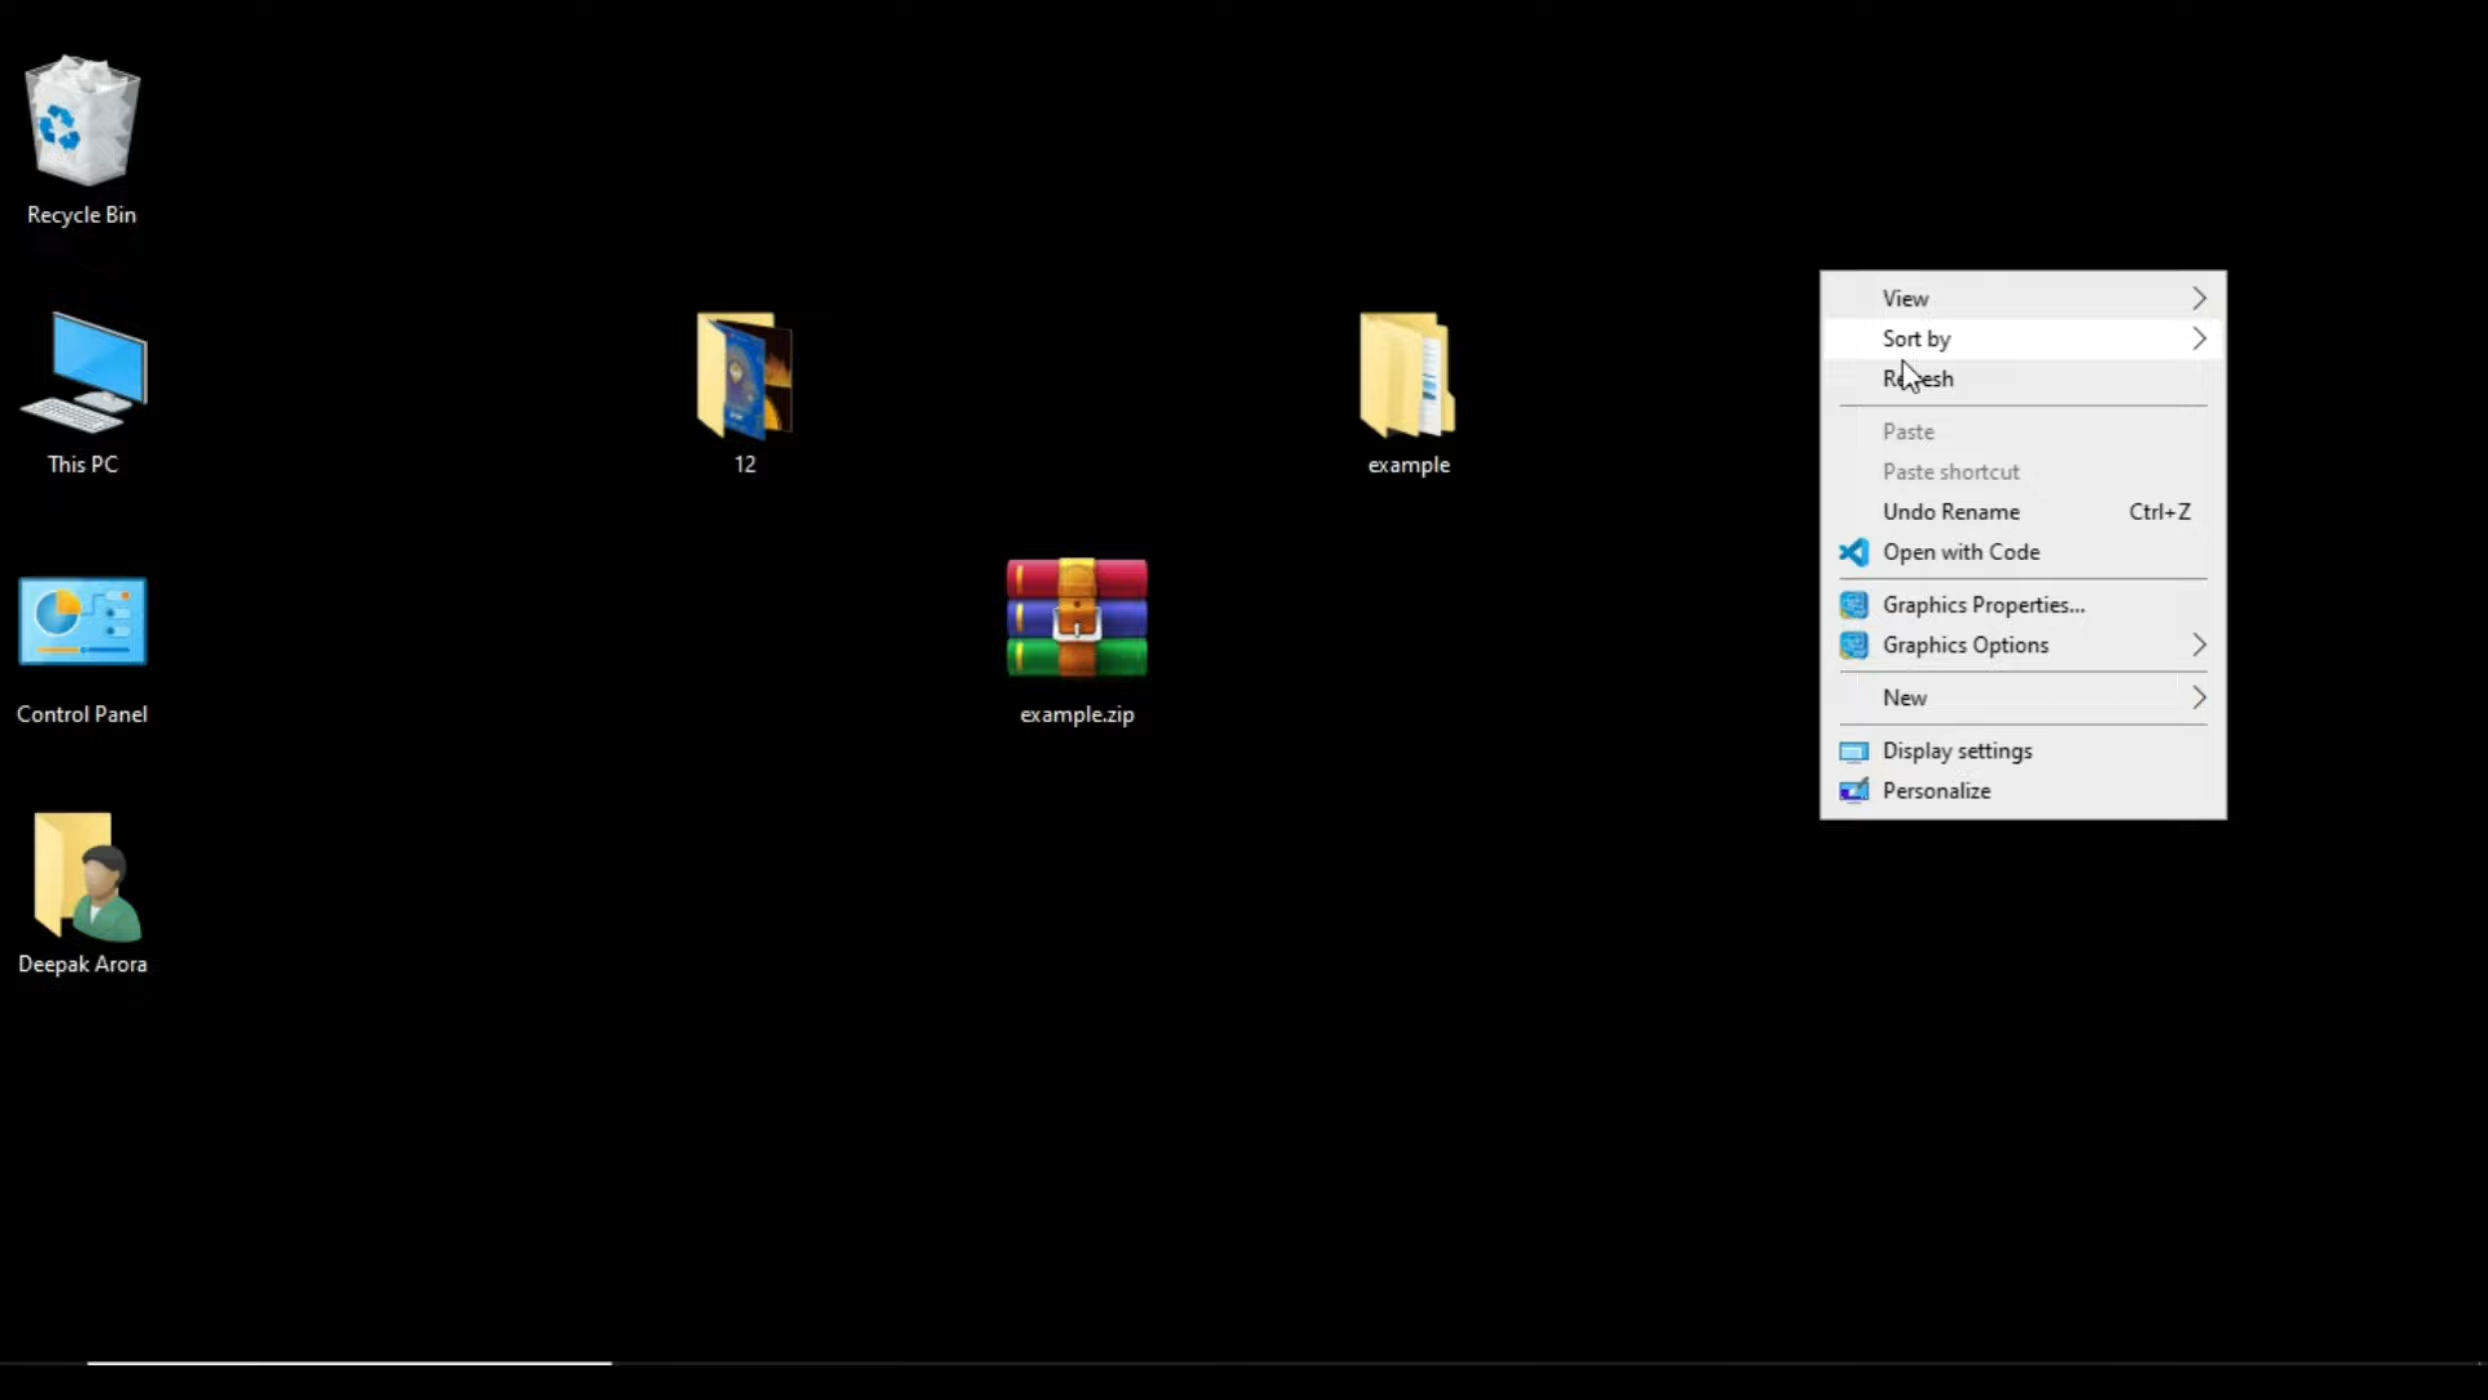 Recycle Bin
This PC
Control Panel
Deepak Arora
12
example
example.zip
View
Sort by
Refresh
Paste
Paste shortcut
Undo Rename Ctrl+Z
Open with Code
Graphics Properties...
Graphics Options
New
Display settings
Personalize